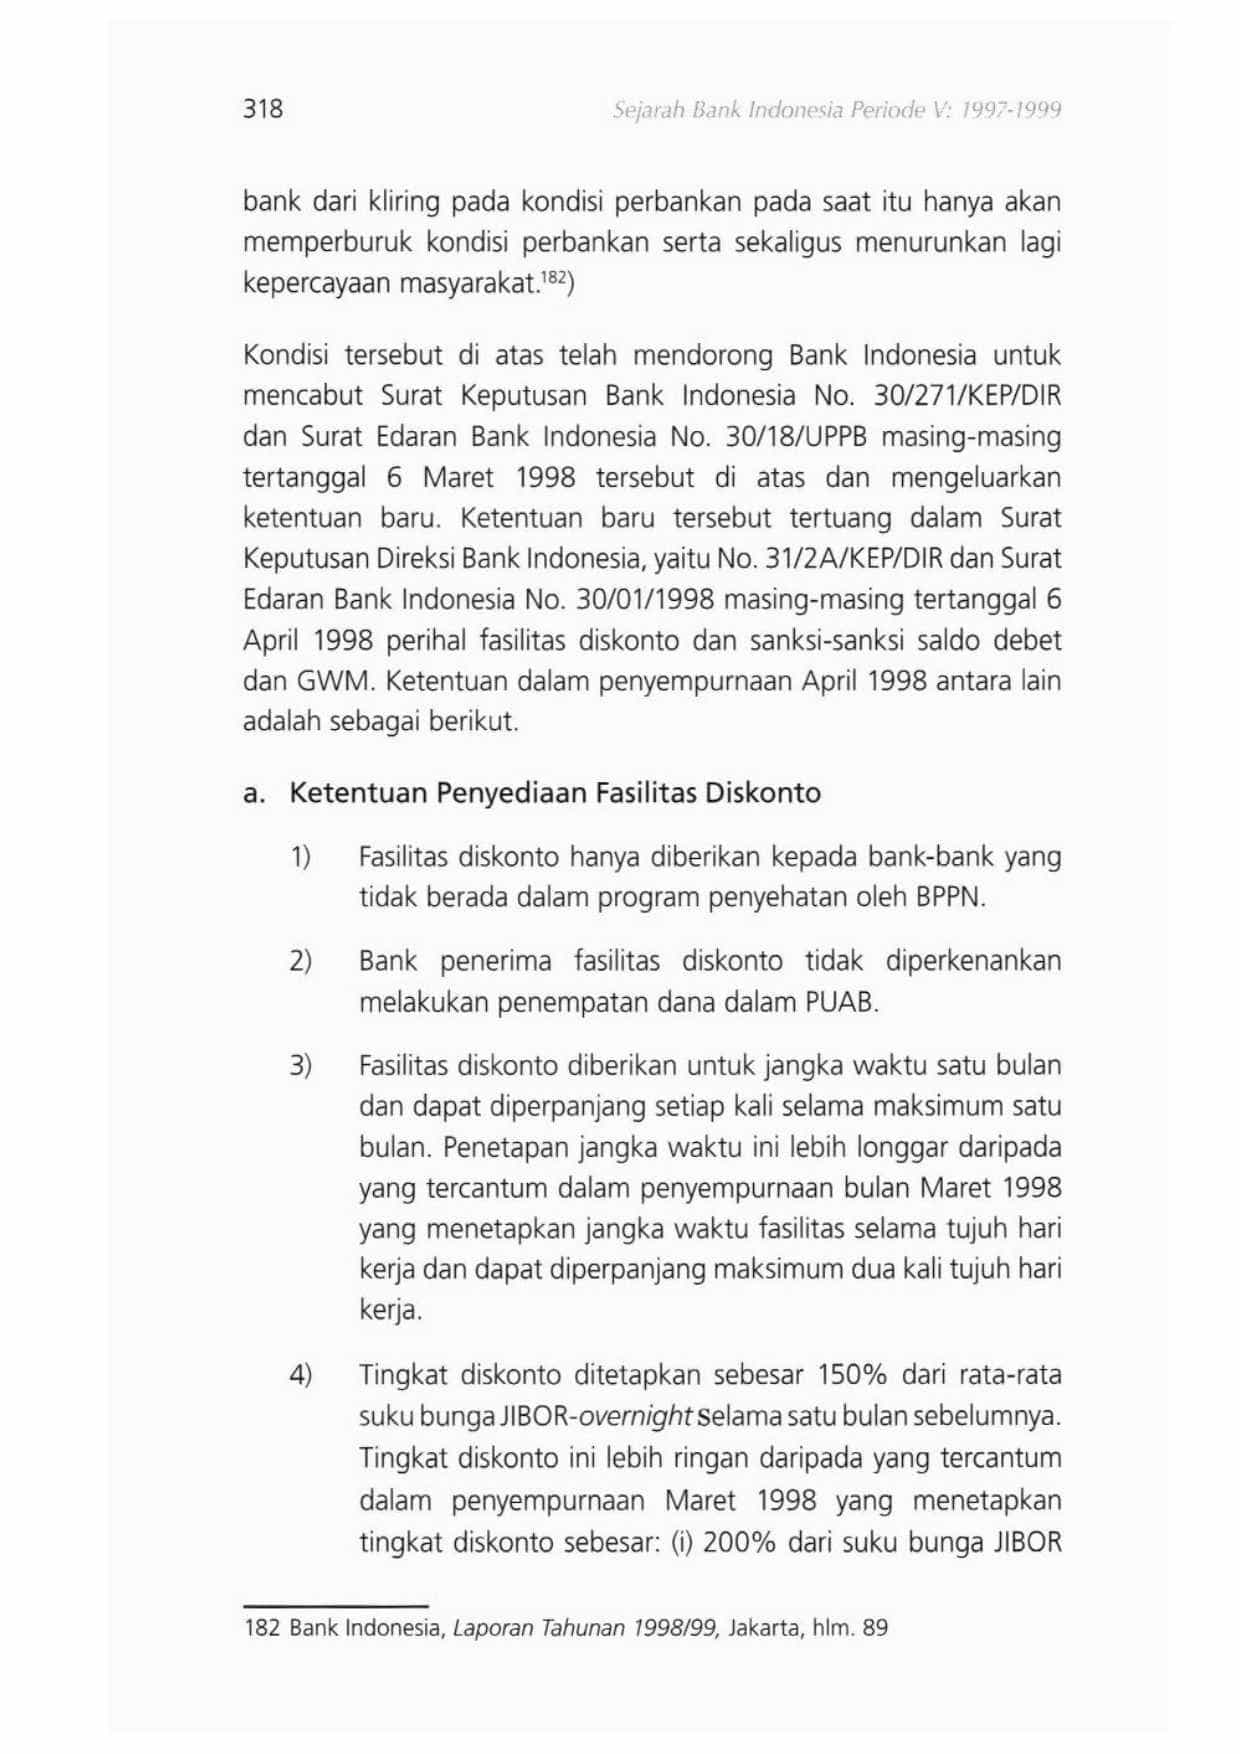 318
Sejarah Bank Indonesia Periode V: 1997-1999
bank dari kliring pada kondisi perbankan pada saat itu hanya akan
memperburuk kondisi perbankan serta sekaligus menurunkan lagi
kepercayaan masyarakat.182)
Kondisi tersebut di atas telah mendorong Bank Indonesia untuk
mencabut Surat Keputusan Bank Indonesia No. 30/271/KEP/DIR
dan Surat Edaran Bank Indonesia No. 30/18/UPPB masing-masing
tertanggal 6 Maret 1998 tersebut di atas dan mengeluarkan
ketentuan baru. Ketentuan baru tersebut tertuang dalam Surat
Keputusan Direksi Bank Indonesia, yaitu No. 31/2A/KEP/DIR dan Surat
Edaran Bank Indonesia No. 30/01/1998 masing-masing tertanggal 6
April 1998 perihal fasilitas diskonto dan sanksi-sanksi saldo debet
dan GWM. Ketentuan dalam penyempurnaan April 1998 antara lain
adalah sebagai berikut.
a. Ketentuan Penyediaan Fasilitas Diskonto
1) Fasilitas diskonto hanya diberikan kepada bank-bank yang
tidak berada dalam program penyehatan oleh BPPN.
2) Bank penerima fasilitas diskonto tidak diperkenankan
melakukan penempatan dana dalam PUAB.
3) Fasilitas diskonto diberikan untuk jangka waktu satu bulan
dan dapat diperpanjang setiap kali selama maksimum satu
bulan. Penetapan jangka waktu ini lebih longgar daripada
yang tercantum dalam penyempurnaan bulan Maret 1998
yang menetapkan jangka waktu fasilitas selama tujuh hari
kerja dan dapat diperpanjang maksimum dua kali tujuh hari
kerja.
4) Tingkat diskonto ditetapkan sebesar 150% dari rata-rata
suku bunga JIBOR-overnight selama satu bulan sebelumnya.
Tingkat diskonto ini lebih ringan daripada yang tercantum
dalam penyempurnaan Maret 1998 yang menetapkan
tingkat diskonto sebesar: (i) 200% dari suku bunga JIBOR
182 Bank Indonesia, Laporan Tahunan 1998/99, Jakarta, hlm. 89